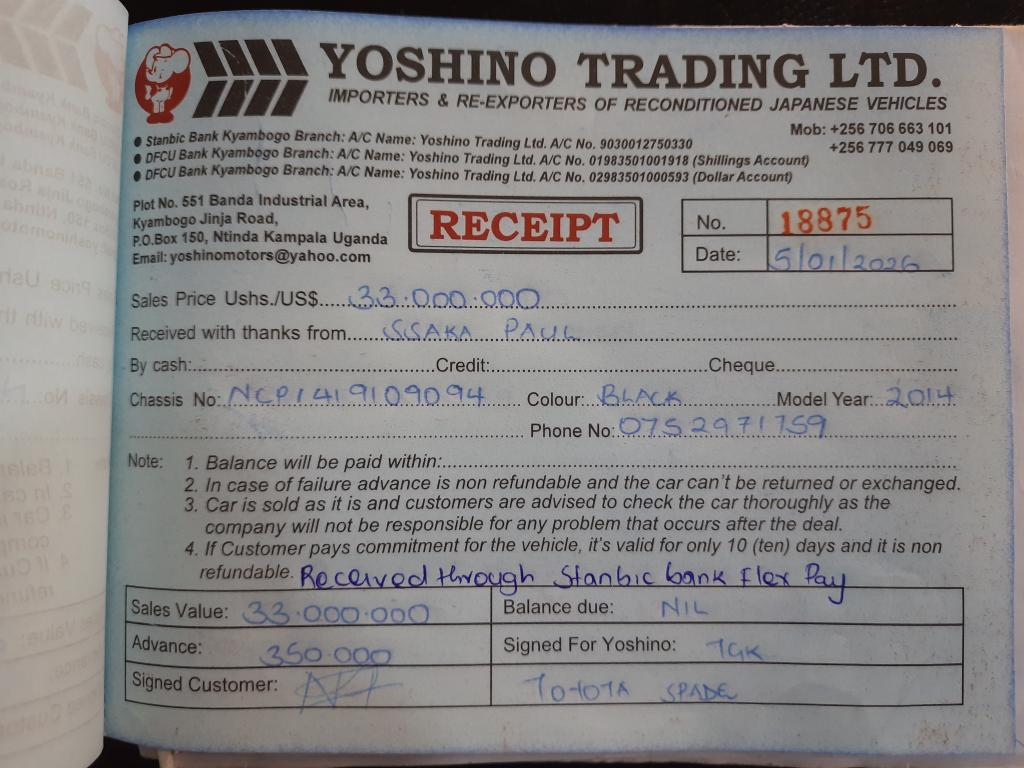 YOSHINO TRADING LTD.
IMPORTERS & RE-EXPORTERS OF RECONDITIONED JAPANESE VEHICLES
Mob: +256 706 663 101
+256 777 049 069
● Stanbic Bank Kyambogo Branch: A/C Name: Yoshino Trading Ltd. A/C No. 9030012750330
● DFCU Bank Kyambogo Branch: A/C Name: Yoshino Trading Ltd. A/C No. 01983501001918 (Shillings Account)
● DFCU Bank Kyambogo Branch: A/C Name: Yoshino Trading Ltd. A/C No. 02983501000593 (Dollar Account)
Plot No. 551 Banda Industrial Area,
Kyambogo Jinja Road,
P.O.Box 150, Ntinda Kampala Uganda
Email: yoshinomotors@yahoo.com
RECEIPT
No. 18875
Date: 5/01/2026
Sales Price Ushs./US$ 33.000.000
Received with thanks from SSAKA PAUL
By cash: Credit: Cheque
Chassis No: NCP1419109094 Colour: BLACK Model Year: 2014
Phone No: 0752971759
Note: 1. Balance will be paid within:
2. In case of failure advance is non refundable and the car can't be returned or exchanged.
3. Car is sold as it is and customers are advised to check the car thoroughly as the
company will not be responsible for any problem that occurs after the deal.
4. If Customer pays commitment for the vehicle, it's valid for only 10 (ten) days and it is non
refundable. Received through Stanbic bank Flex Pay
Sales Value: 33.000.000 Balance due: NIL
Advance: 350.000 Signed For Yoshino: TGK
Signed Customer: TOTOTA SPADE